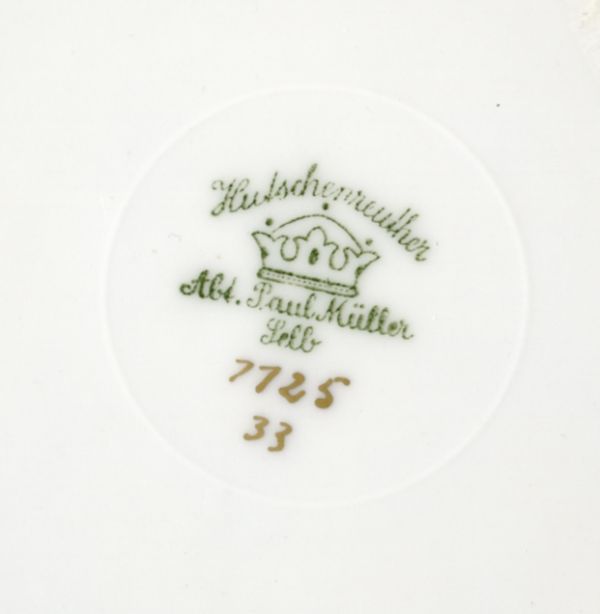 Hutschenreuther
Abt. Paul Müller
Selb
7725
33